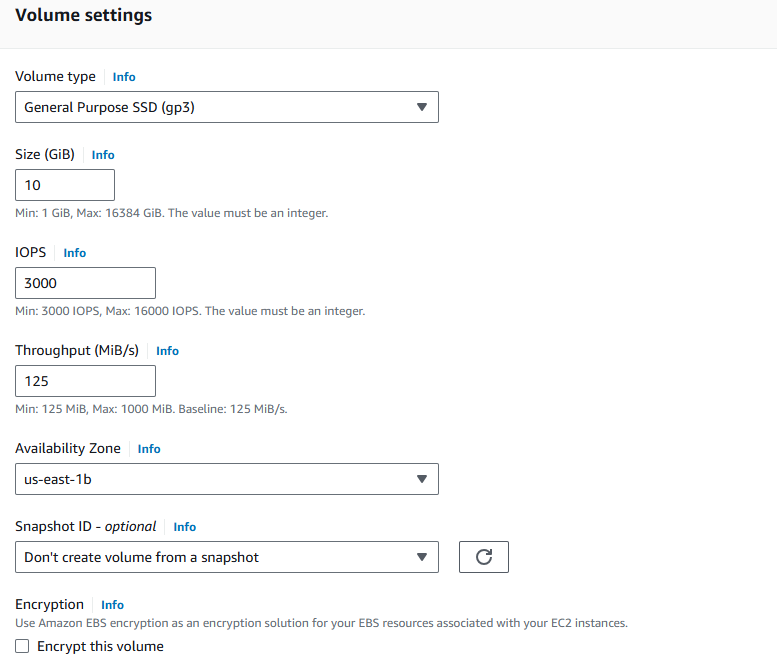 Volume settings
Volume type Info
General Purpose SSD (gp3)
Size (GiB) Info
10
Min: 1 GiB, Max: 16384 GiB. The value must be an integer.
IOPS Info
3000
Min: 3000 IOPS, Max: 16000 IOPS. The value must be an integer.
Throughput (MiB/s) Info
125
Min: 125 MiB, Max: 1000 MiB. Baseline: 125 MiB/s.
Availability Zone Info
us-east-1b
Snapshot ID - optional Info
Don't create volume from a snapshot
Encryption Info
Use Amazon EBS encryption as an encryption solution for your EBS resources associated with your EC2 instances.
Encrypt this volume